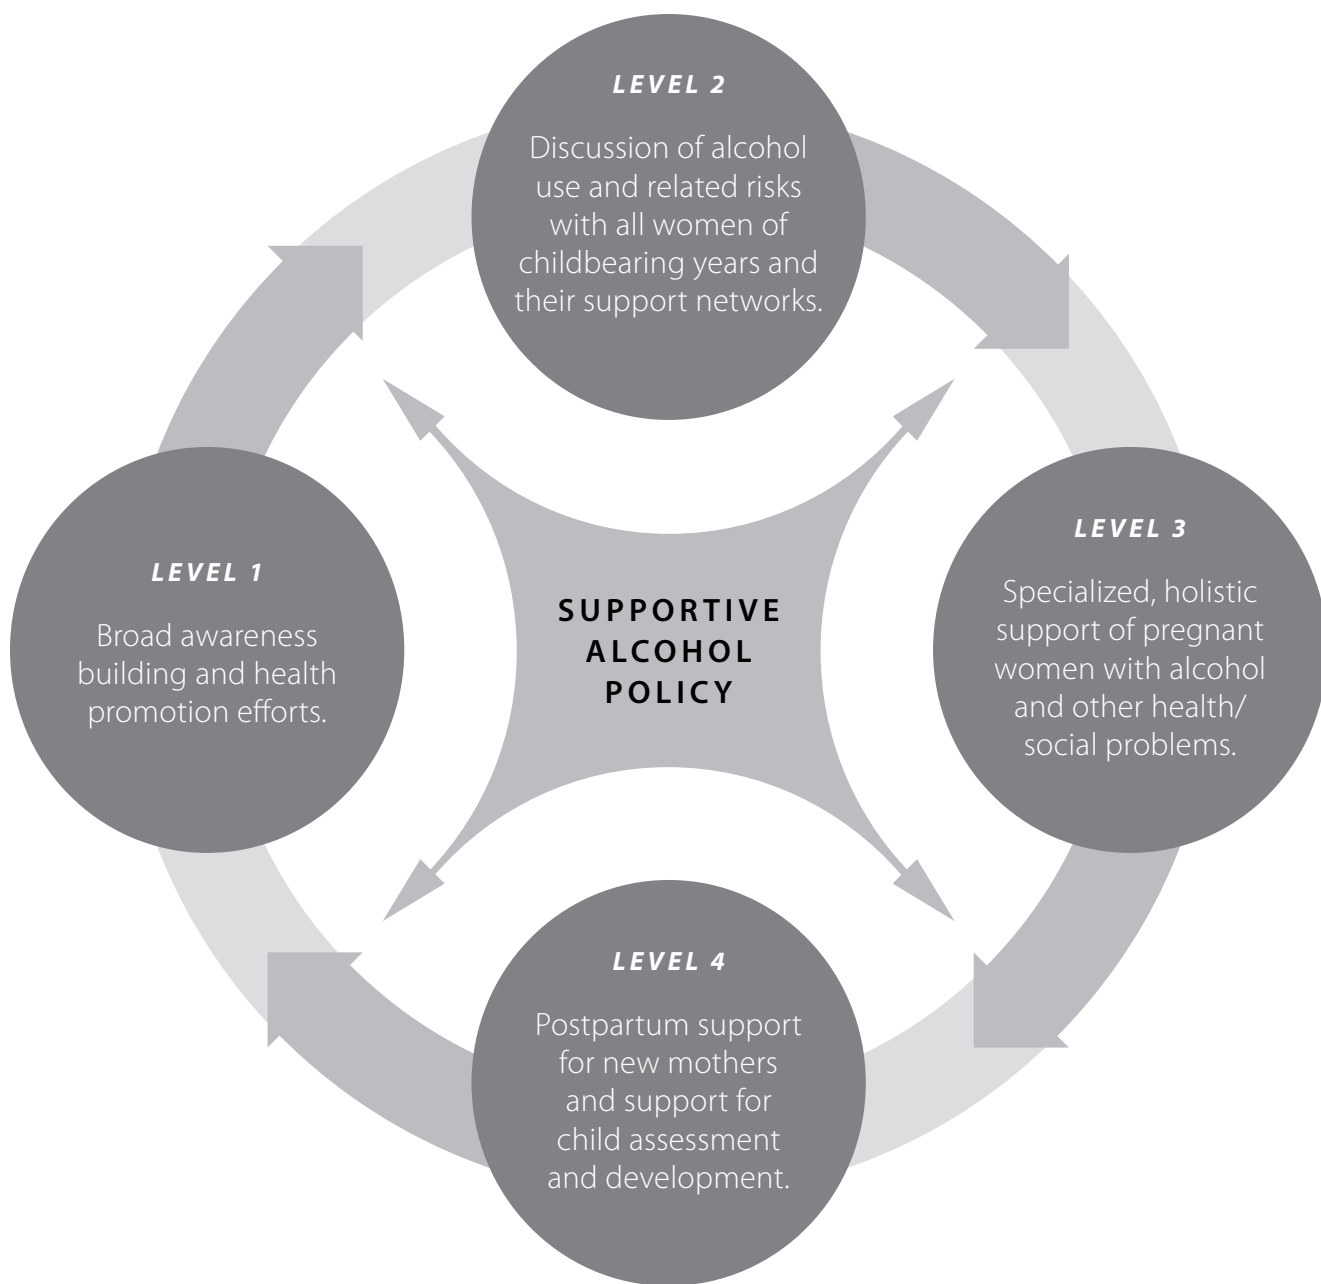 LEVEL 2
Discussion of alcohol
use and related risks
with all women of
childbearing years and
their support networks.
LEVEL 1
Broad awareness
building and health
promotion efforts.
SUPPORTIVE
ALCOHOL
POLICY
LEVEL 3
Specialized, holistic
support of pregnant
women with alcohol
and other health/
social problems.
LEVEL 4
Postpartum support
for new mothers
and support for
child assessment
and development.